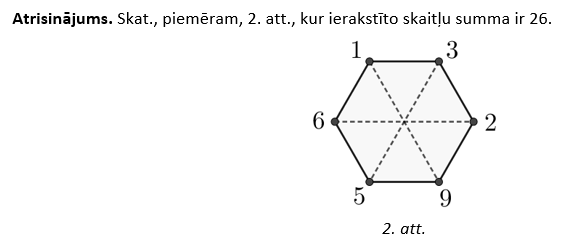 Atrisinājums. Skat., piemēram, 2. att., kur ierakstīto skaitļu summa ir 26.
1 3
6 2
5 9
2. att.